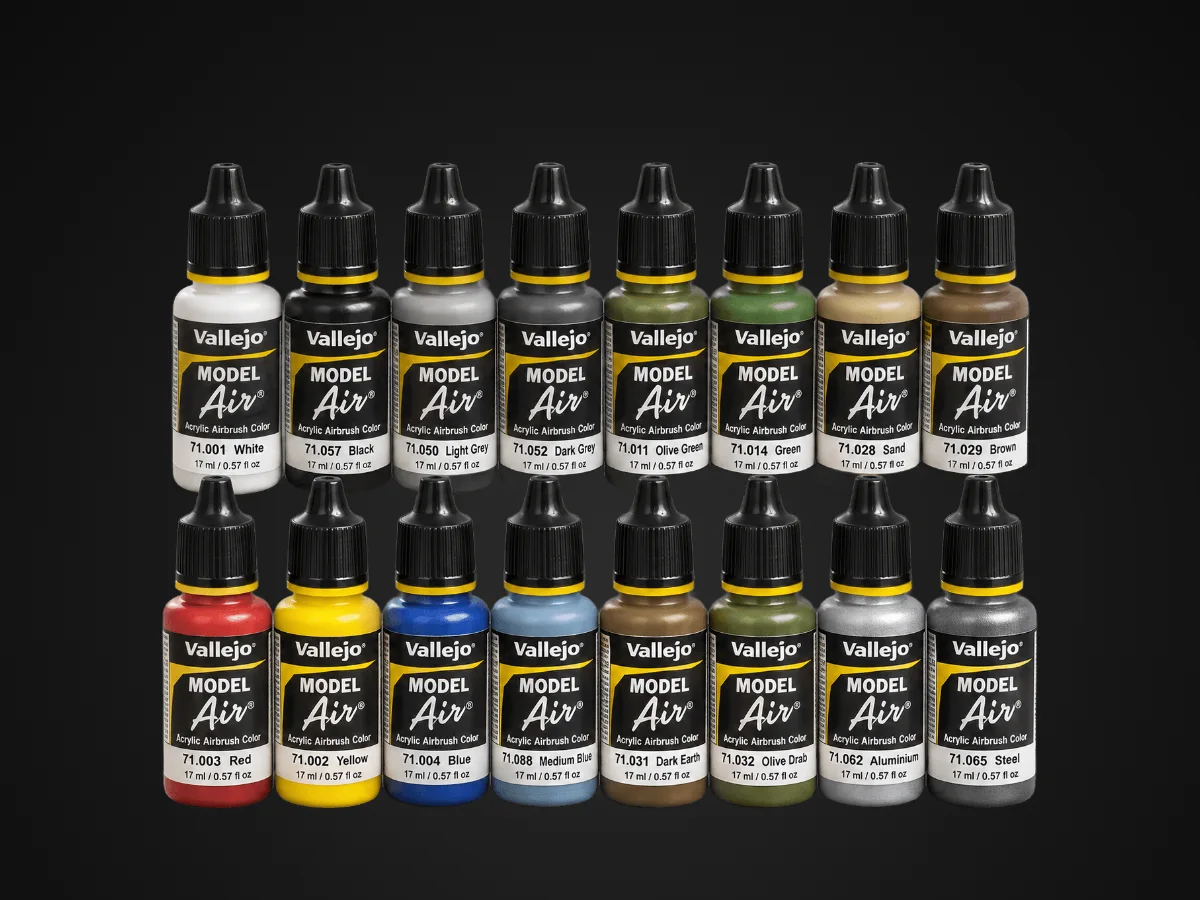 Vallejo®
MODEL
Air®
Acrylic Airbrush Color
71.001 White
17 ml / 0.57 fl oz
Vallejo®
MODEL
Air®
Acrylic Airbrush Color
71.057 Black
17 ml / 0.57 fl oz
Vallejo®
MODEL
Air®
Acrylic Airbrush Color
71.050 Light Grey
17 ml / 0.57 fl oz
Vallejo®
MODEL
Air®
Acrylic Airbrush Color
71.052 Dark Grey
17 ml / 0.57 fl oz
Vallejo®
MODEL
Air®
Acrylic Airbrush Color
71.011 Olive Green
17 ml / 0.57 fl oz
Vallejo®
MODEL
Air®
Acrylic Airbrush Color
71.014 Green
17 ml / 0.57 fl oz
Vallejo®
MODEL
Air®
Acrylic Airbrush Color
71.028 Sand
17 ml / 0.57 fl oz
Vallejo®
MODEL
Air®
Acrylic Airbrush Color
71.029 Brown
17 ml / 0.57 fl oz
Vallejo®
MODEL
Air®
Acrylic Airbrush Color
71.003 Red
17 ml / 0.57 fl oz
Vallejo®
MODEL
Air®
Acrylic Airbrush Color
71.002 Yellow
17 ml / 0.57 fl oz
Vallejo®
MODEL
Air®
Acrylic Airbrush Color
71.004 Blue
17 ml / 0.57 fl oz
Vallejo®
MODEL
Air®
Acrylic Airbrush Color
71.088 Medium Blue
17 ml / 0.57 fl oz
Vallejo®
MODEL
Air®
Acrylic Airbrush Color
71.031 Dark Earth
17 ml / 0.57 fl oz
Vallejo®
MODEL
Air®
Acrylic Airbrush Color
71.032 Olive Drab
17 ml / 0.57 fl oz
Vallejo®
MODEL
Air®
Acrylic Airbrush Color
71.062 Aluminium
17 ml / 0.57 fl oz
Vallejo®
MODEL
Air®
Acrylic Airbrush Color
71.065 Steel
17 ml / 0.57 fl oz